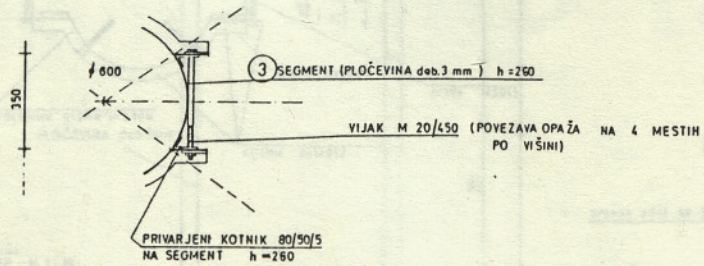 ∮ 600
350
3 SEGMENT (PLOČEVINA deb. 3 mm ) h = 260
VIJAK M 20/450 (POVEZAVA OPAŽA NA 4 MESTIH
PO VIŠINI)
PRIVARJENI KOTNIK 80/50/5
NA SEGMENT h = 260